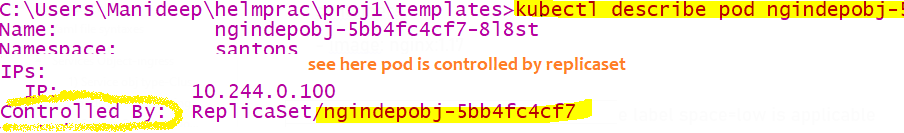 C:\Users\Manideep\helmprac\proj1\templates>kubectl describe pod ngindepobj-5
Name: ngindepobj-5bb4fc4cf7-8l8st
Namespace: santons
see here pod is controlled by replicaset
IPs:
IP: 10.244.0.100
Controlled By: ReplicaSet/ngindepobj-5bb4fc4cf7